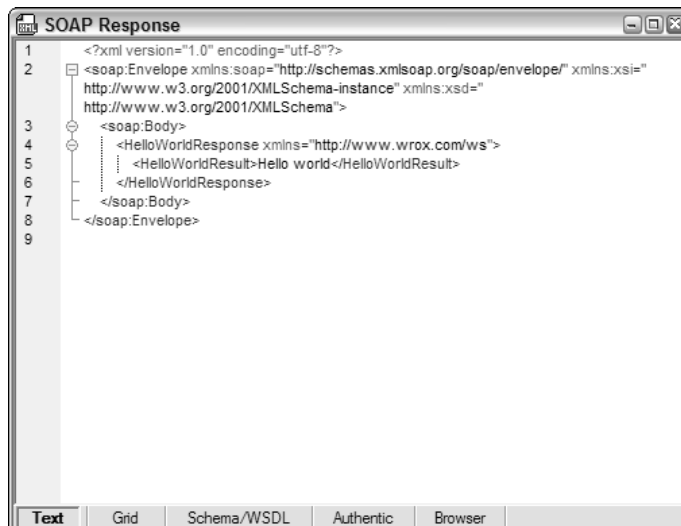 SOAP Response
1 <?xml version="1.0" encoding="utf-8"?>
2 <soap:Envelope xmlns:soap="http://schemas.xmlsoap.org/soap/envelope/" xmlns:xsi="
http://www.w3.org/2001/XMLSchema-instance" xmlns:xsd="
http://www.w3.org/2001/XMLSchema">
3 <soap:Body>
4 <HelloWorldResponse xmlns="http://www.wrox.com/ws">
5 <HelloWorldResult>Hello world</HelloWorldResult>
6 </HelloWorldResponse>
7 </soap:Body>
8 </soap:Envelope>
9
Text Grid Schema/WSDL Authentic Browser